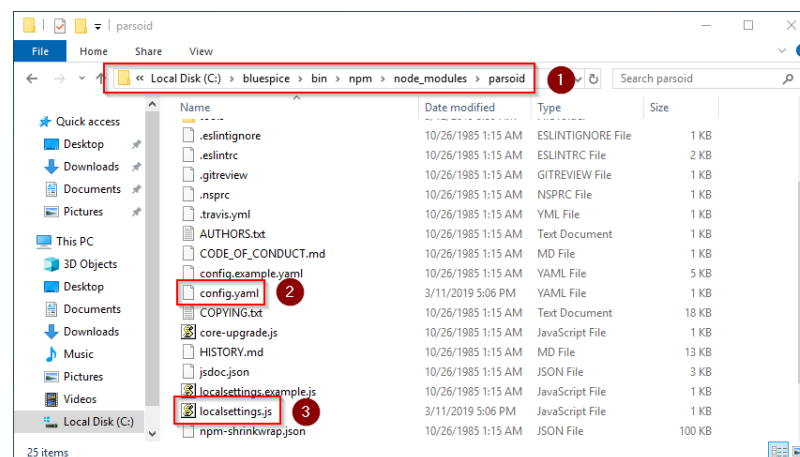 parsoid
File Home Share View
« Local Disk (C:) › bluespice › bin › npm › node_modules › parsoid 1 Search parsoid
Name Date modified Type Size
Quick access
.eslintignore 10/26/1985 1:15 AM ESLINTIGNORE File 1 KB
Desktop
.eslintrc 10/26/1985 1:15 AM ESLINTRC File 2 KB
Downloads
.gitreview 10/26/1985 1:15 AM GITREVIEW File 1 KB
Documents
.nsprc 10/26/1985 1:15 AM NSPRC File 1 KB
Pictures
.travis.yml 10/26/1985 1:15 AM YML File 1 KB
This PC
AUTHORS.txt 10/26/1985 1:15 AM Text Document 1 KB
CODE_OF_CONDUCT.md 10/26/1985 1:15 AM MD File 1 KB
3D Objects
config.example.yaml 10/26/1985 1:15 AM YAML File 5 KB
Desktop
config.yaml 2 3/11/2019 5:06 PM YAML File 1 KB
Documents
COPYING.txt 10/26/1985 1:15 AM Text Document 18 KB
Downloads
core-upgrade.js 10/26/1985 1:15 AM JavaScript File 1 KB
Music
HISTORY.md 10/26/1985 1:15 AM MD File 13 KB
Pictures
jsdoc.json 10/26/1985 1:15 AM JSON File 3 KB
Videos
localsettings.example.js 10/26/1985 1:15 AM JavaScript File 1 KB
localsettings.js 3 3/11/2019 5:06 PM JavaScript File 1 KB
Local Disk (C:)
npm-shrinkwrap.json 10/26/1985 1:15 AM JSON File 100 KB
25 items